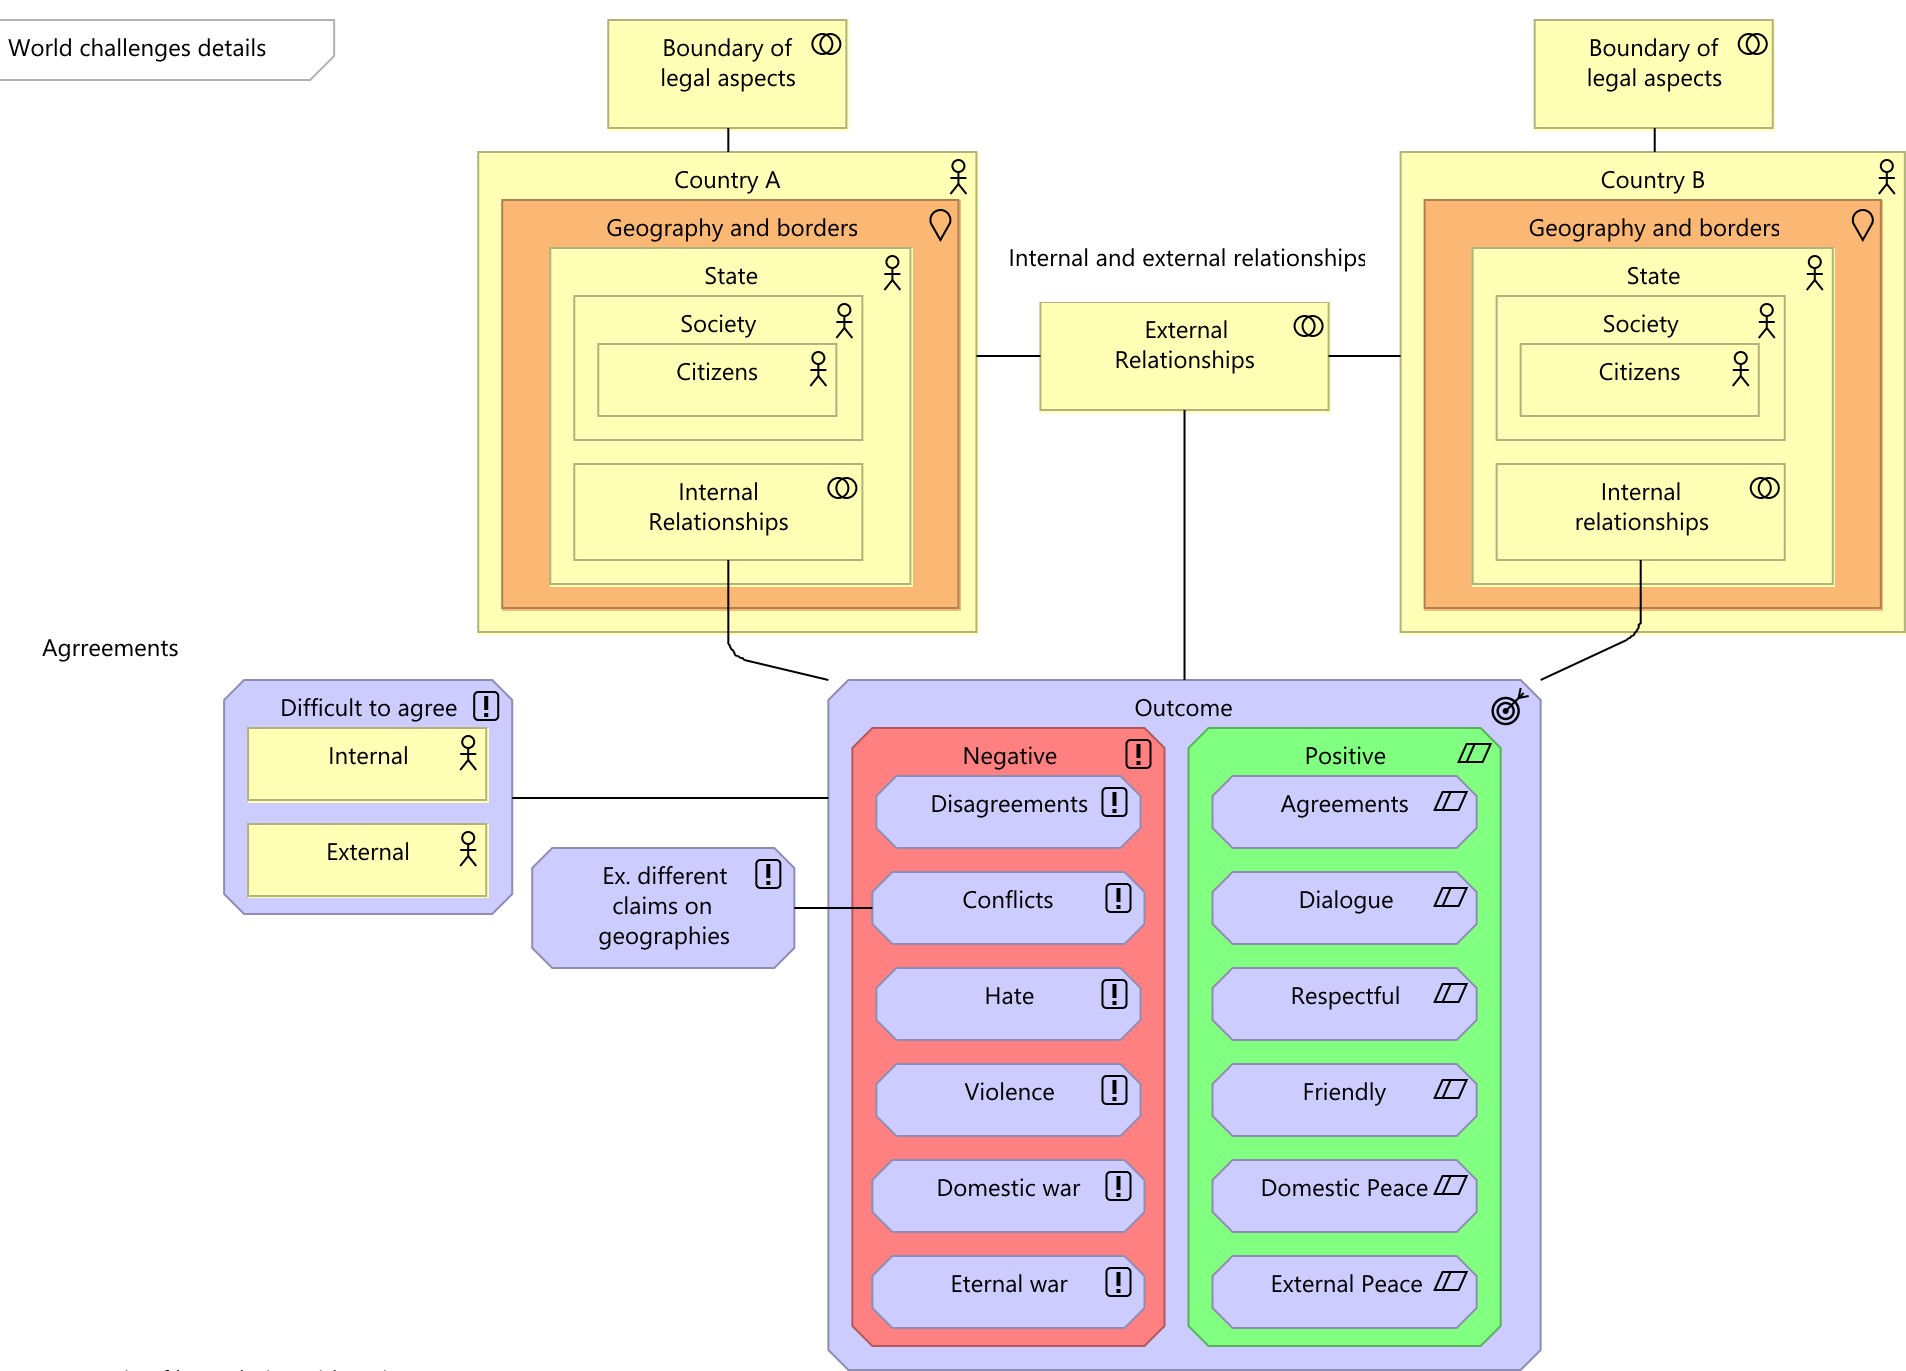 World challenges details
Boundary of
legal aspects
Boundary of
legal aspects
Country A
Geography and borders
State
Society
Citizens
Internal
Relationships
Internal and external relationships
External
Relationships
Country B
Geography and borders
State
Society
Citizens
Internal
relationships
Agrreements
Difficult to agree
Internal
External
Ex. different
claims on
geographies
Outcome
Negative
Disagreements
Conflicts
Hate
Violence
Domestic war
Eternal war
Positive
Agreements
Dialogue
Respectful
Friendly
Domestic Peace
External Peace